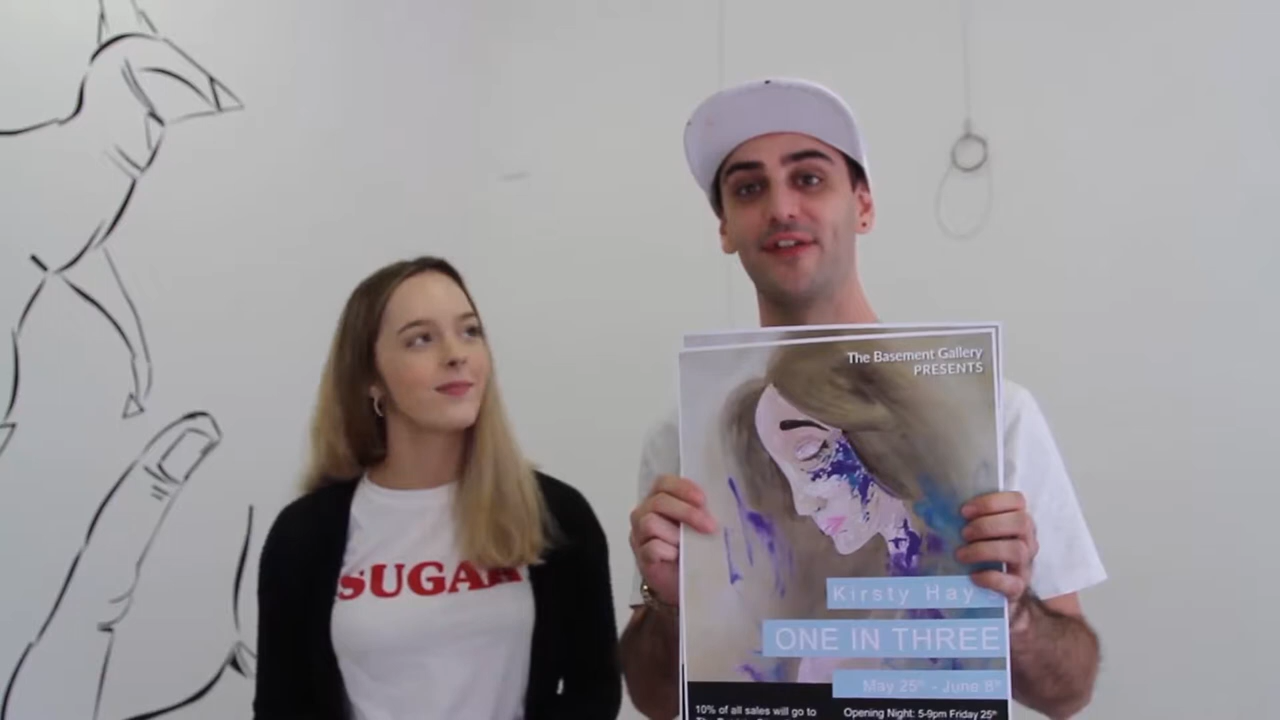 SUGAR
The Basement Gallery
PRESENTS
Kirsty Hay's
ONE IN THREE
May 25th - June 8th
10% of all sales will go to
Opening Night: 5-9pm Friday 25th